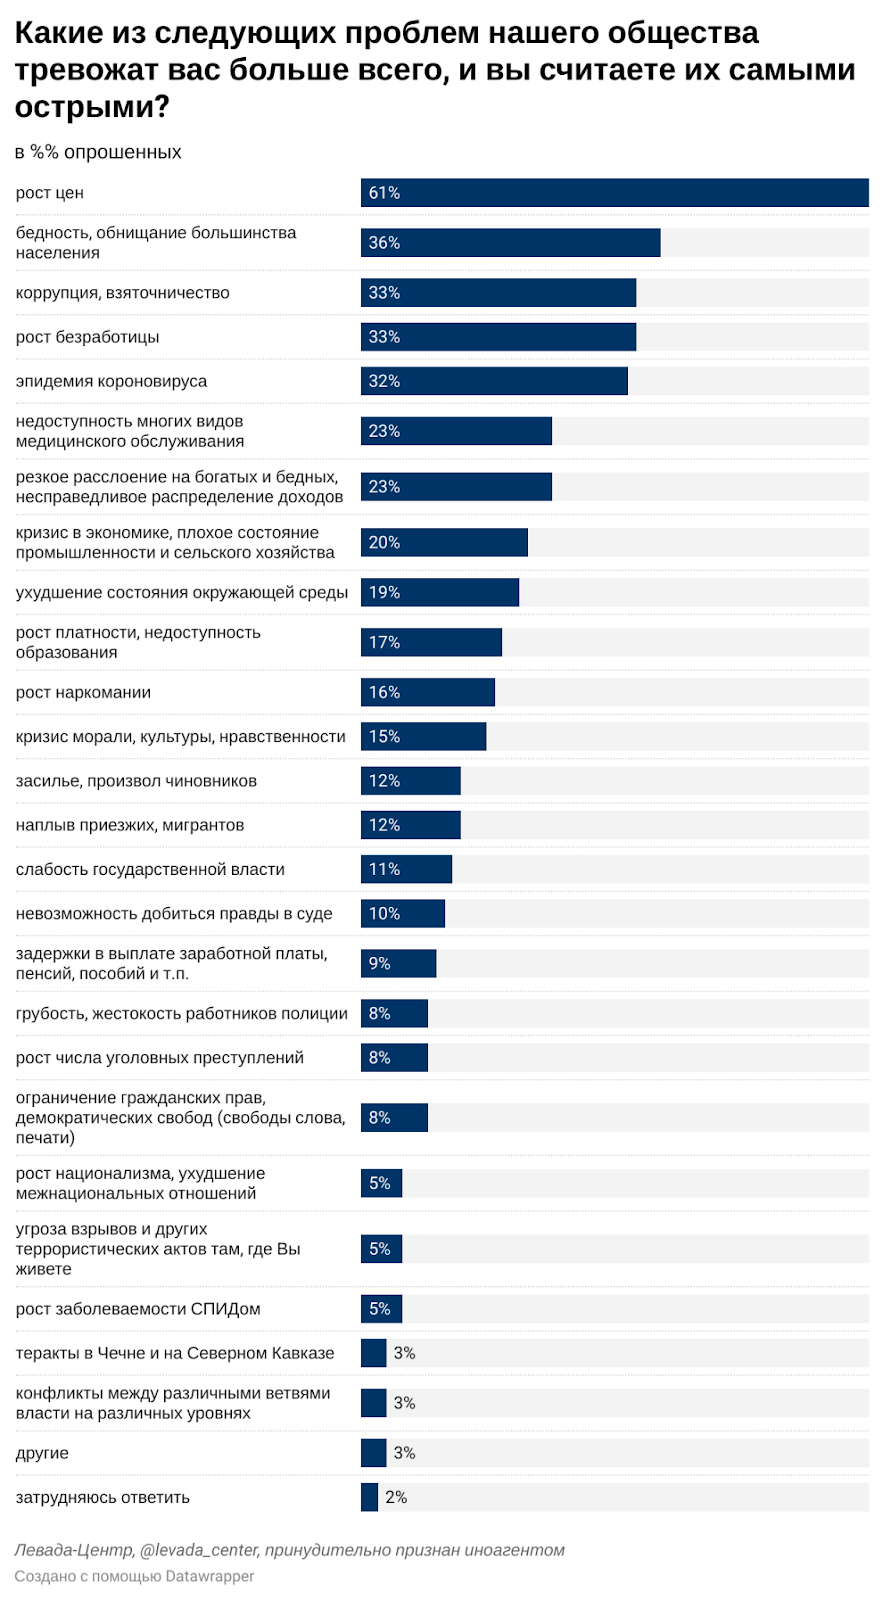 Какие из следующих проблем нашего общества
тревожат вас больше всего, и вы считаете их самыми
острыми?
в %% опрошенных
рост цен
61%
бедность, обнищание большинства
населения
36%
коррупция, взяточничество
33%
рост безработицы
33%
эпидемия короновируса
32%
недоступность многих видов
медицинского обслуживания
23%
резкое расслоение на богатых и бедных,
несправедливое распределение доходов
23%
кризис в экономике, плохое состояние
промышленности и сельского хозяйства
20%
ухудшение состояния окружающей среды
19%
рост платности, недоступность
образования
17%
рост наркомании
16%
кризис морали, культуры, нравственности
15%
засилье, произвол чиновников
12%
наплыв приезжих, мигрантов
12%
слабость государственной власти
11%
невозможность добиться правды в суде
10%
задержки в выплате заработной платы,
пенсий, пособий и т.п.
9%
грубость, жестокость работников полиции
8%
рост числа уголовных преступлений
8%
ограничение гражданских прав,
демократических свобод (свободы слова,
печати)
8%
рост национализма, ухудшение
межнациональных отношений
5%
угроза взрывов и других
террористических актов там, где Вы
живете
5%
рост заболеваемости СПИДом
5%
теракты в Чечне и на Северном Кавказе
3%
конфликты между различными ветвями
власти на различных уровнях
3%
другие
3%
затрудняюсь ответить
2%
Левада-Центр, @levada_center, принудительно признан иноагентом
Создано с помощью Datawrapper